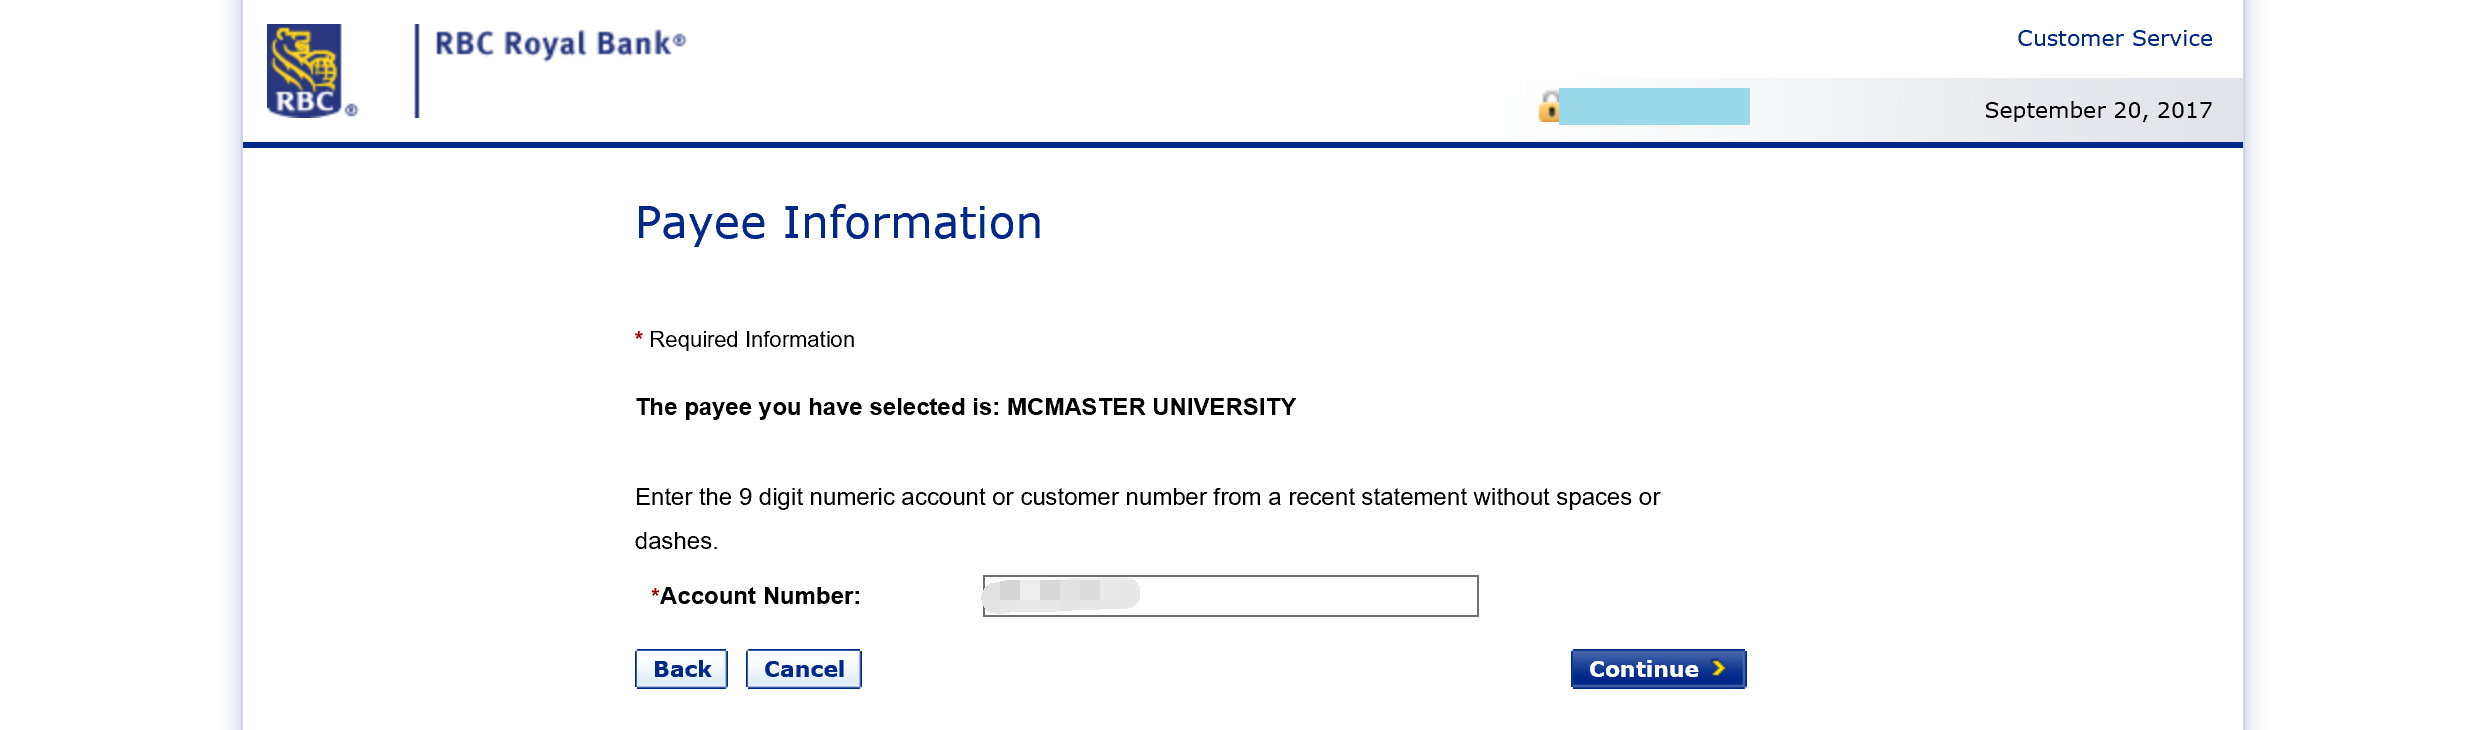 RBC ®
RBC Royal Bank®
Customer Service
September 20, 2017
Payee Information
* Required Information
The payee you have selected is: MCMASTER UNIVERSITY
Enter the 9 digit numeric account or customer number from a recent statement without spaces or
dashes.
*Account Number:
Back Cancel Continue